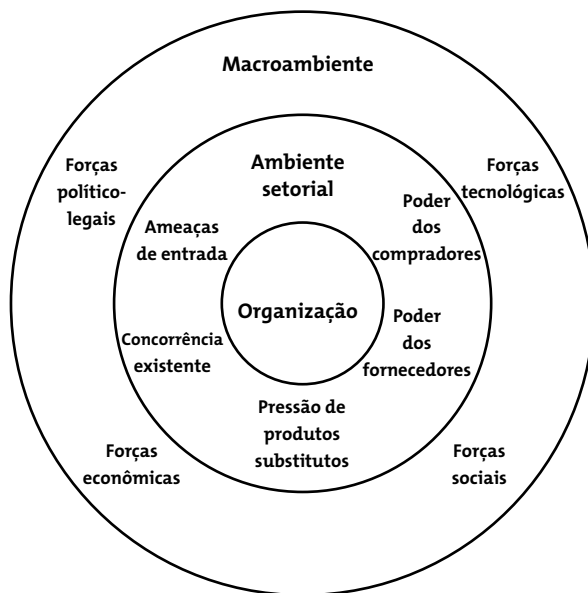 Macroambiente
Forças
político-
legais
Ambiente
setorial
Forças
tecnológicas
Ameaças
de entrada
Poder
dos
compradores
Organização
Concorrência
existente
Poder
dos
fornecedores
Pressão de
produtos
substitutos
Forças
econômicas
Forças
sociais